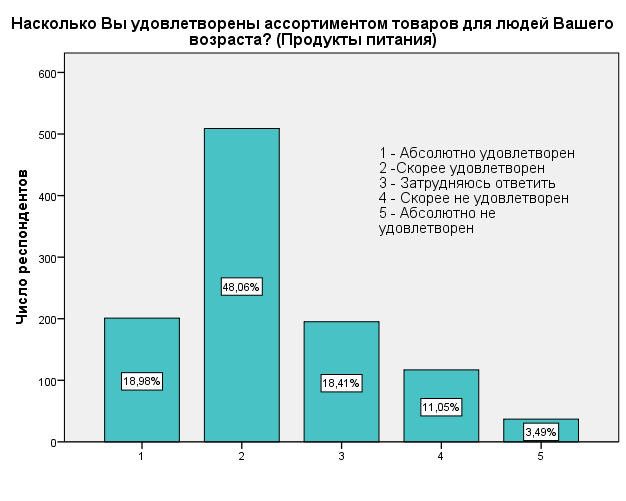 Насколько Вы удовлетворены ассортиментом товаров для людей Вашего
возраста? (Продукты питания)
Число респондентов
600
500
400
300
200
100
0
1 - Абсолютно удовлетворен
2 -Скорее удовлетворен
3 - Затрудняюсь ответить
4 - Скорее не удовлетворен
5 - Абсолютно не
удовлетворен
18,98%
48,06%
18,41%
11,05%
3,49%
1
2
3
4
5